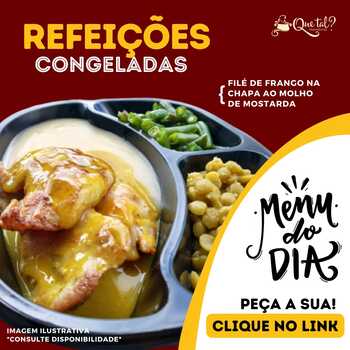 Que tal?
REFEIÇÕES
CONGELADAS
FILÉ DE FRANGO NA
CHAPA AO MOLHO
DE MOSTARDA
Menu
do
DIA
PEÇA A SUA!
CLIQUE NO LINK
IMAGEM ILUSTRATIVA
"CONSULTE DISPONIBILIDADE"